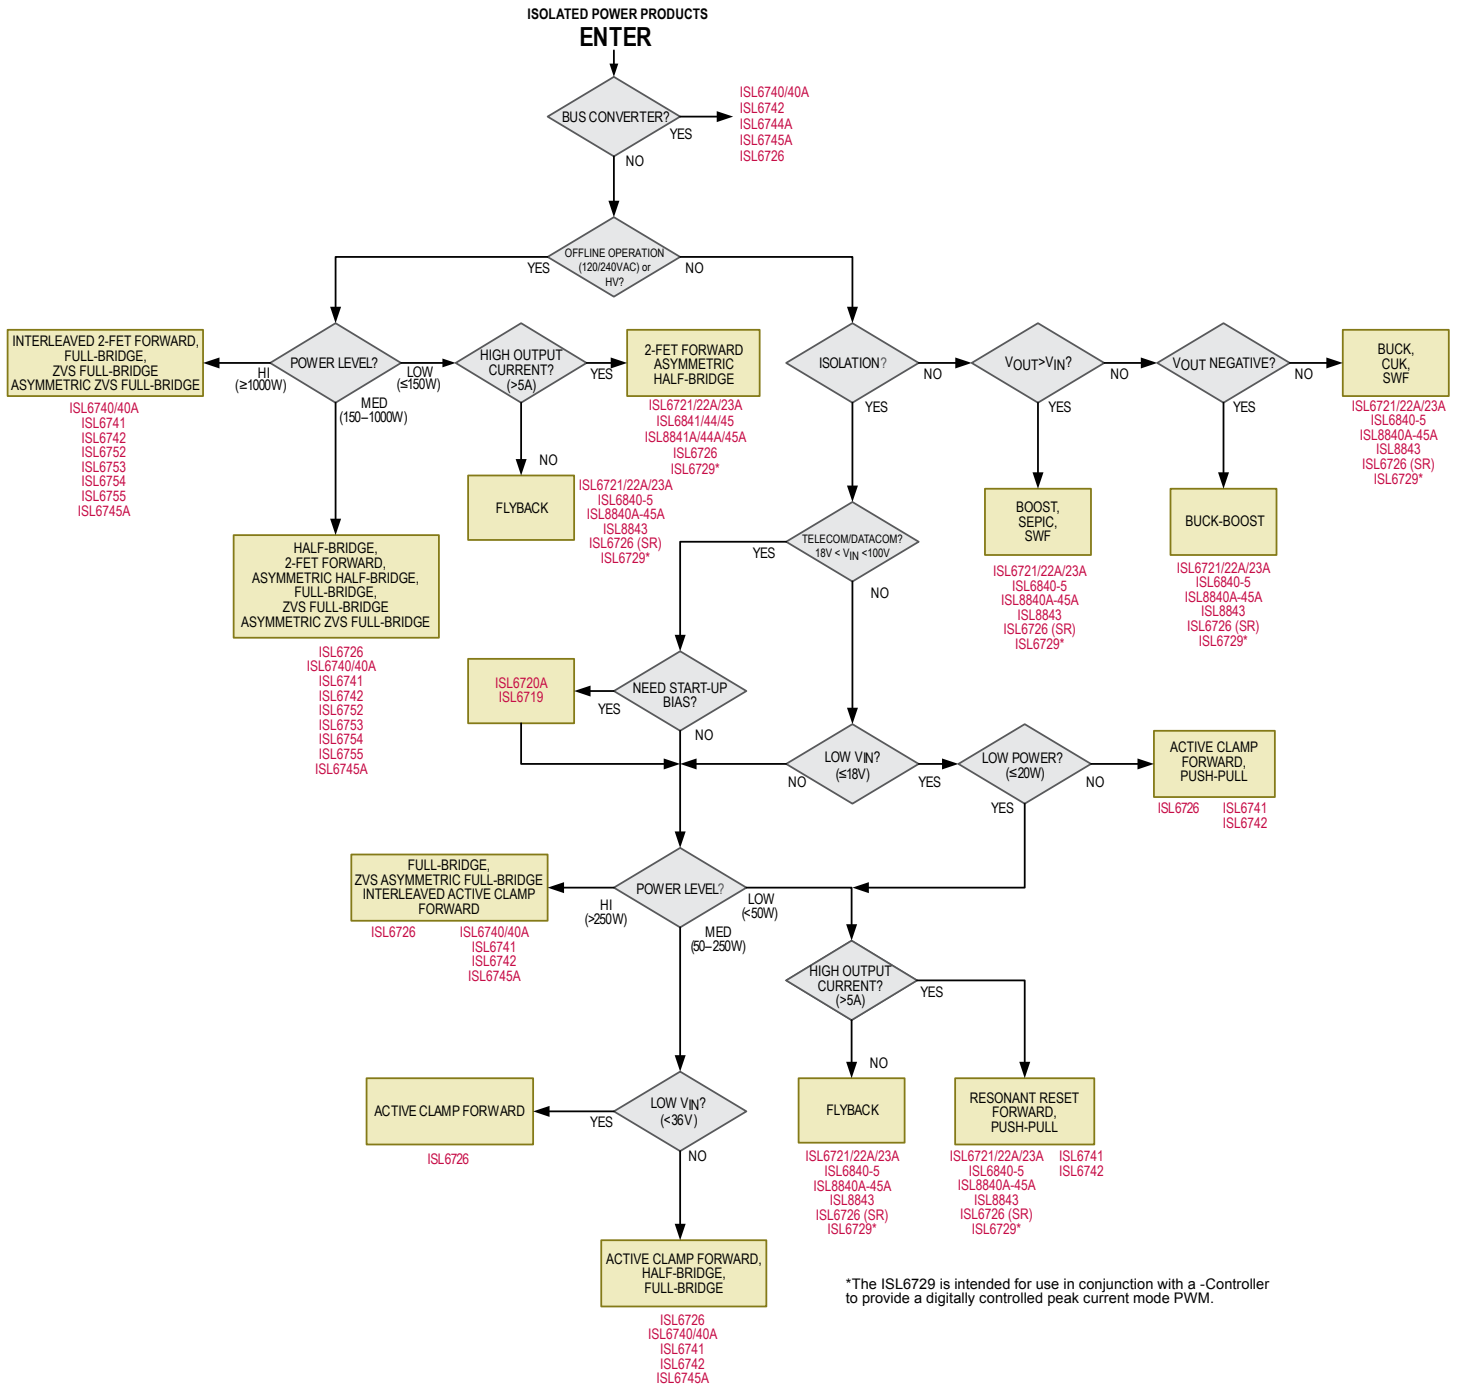 ISOLATED POWER PRODUCTS
ENTER
BUS CONVERTER?
YES
NO
ISL6740/40A
ISL6742
ISL6744A
ISL6745A
ISL6726
OFFLINE OPERATION
(120/240VAC) or
HV?
YES
NO
INTERLEAVED 2-FET FORWARD,
FULL-BRIDGE,
ZVS FULL-BRIDGE
ASYMMETRIC ZVS FULL-BRIDGE
ISL6740/40A
ISL6741
ISL6742
ISL6752
ISL6753
ISL6754
ISL6755
ISL6745A
POWER LEVEL?
HI
(≥1000W)
LOW
(≤150W)
MED
(150–1000W)
HIGH OUTPUT
CURRENT?
(>5A)
YES
NO
2-FET FORWARD
ASYMMETRIC
HALF-BRIDGE
ISL6721/22A/23A
ISL6841/44/45
ISL8841A/44A/45A
ISL6726
ISL6729*
FLYBACK
ISL6721/22A/23A
ISL6840-5
ISL8840A-45A
ISL8843
ISL6726 (SR)
ISL6729*
HALF-BRIDGE,
2-FET FORWARD,
ASYMMETRIC HALF-BRIDGE,
FULL-BRIDGE,
ZVS FULL-BRIDGE
ASYMMETRIC ZVS FULL-BRIDGE
ISL6726
ISL6740/40A
ISL6741
ISL6742
ISL6752
ISL6753
ISL6754
ISL6755
ISL6745A
ISOLATION?
NO
YES
VOUT>VIN?
NO
YES
VOUT NEGATIVE?
NO
YES
BUCK,
CUK,
SWF
ISL6721/22A/23A
ISL6840-5
ISL8840A-45A
ISL8843
ISL6726 (SR)
ISL6729*
BOOST,
SEPIC,
SWF
ISL6721/22A/23A
ISL6840-5
ISL8840A-45A
ISL8843
ISL6726 (SR)
ISL6729*
BUCK-BOOST
ISL6721/22A/23A
ISL6840-5
ISL8840A-45A
ISL8843
ISL6726 (SR)
ISL6729*
TELECOM/DATACOM?
18V < VIN <100V
YES
NO
NEED START-UP
BIAS?
YES
NO
ISL6720A
ISL6719
LOW VIN?
(≤18V)
NO
YES
LOW POWER?
(≤20W)
NO
YES
ACTIVE CLAMP
FORWARD,
PUSH-PULL
ISL6726 ISL6741
ISL6742
POWER LEVEL?
HI
(>250W)
LOW
(<50W)
MED
(50–250W)
FULL-BRIDGE,
ZVS ASYMMETRIC FULL-BRIDGE
INTERLEAVED ACTIVE CLAMP
FORWARD
ISL6726 ISL6740/40A
ISL6741
ISL6742
ISL6745A
HIGH OUTPUT
CURRENT?
(>5A)
YES
NO
FLYBACK
ISL6721/22A/23A
ISL6840-5
ISL8840A-45A
ISL8843
ISL6726 (SR)
ISL6729*
RESONANT RESET
FORWARD,
PUSH-PULL
ISL6721/22A/23A ISL6741
ISL6840-5 ISL6742
ISL8840A-45A
ISL8843
ISL6726 (SR)
ISL6729*
LOW VIN?
(<36V)
YES
NO
ACTIVE CLAMP FORWARD
ISL6726
ACTIVE CLAMP FORWARD,
HALF-BRIDGE,
FULL-BRIDGE
ISL6726
ISL6740/40A
ISL6741
ISL6742
ISL6745A
*The ISL6729 is intended for use in conjunction with a -Controller
to provide a digitally controlled peak current mode PWM.